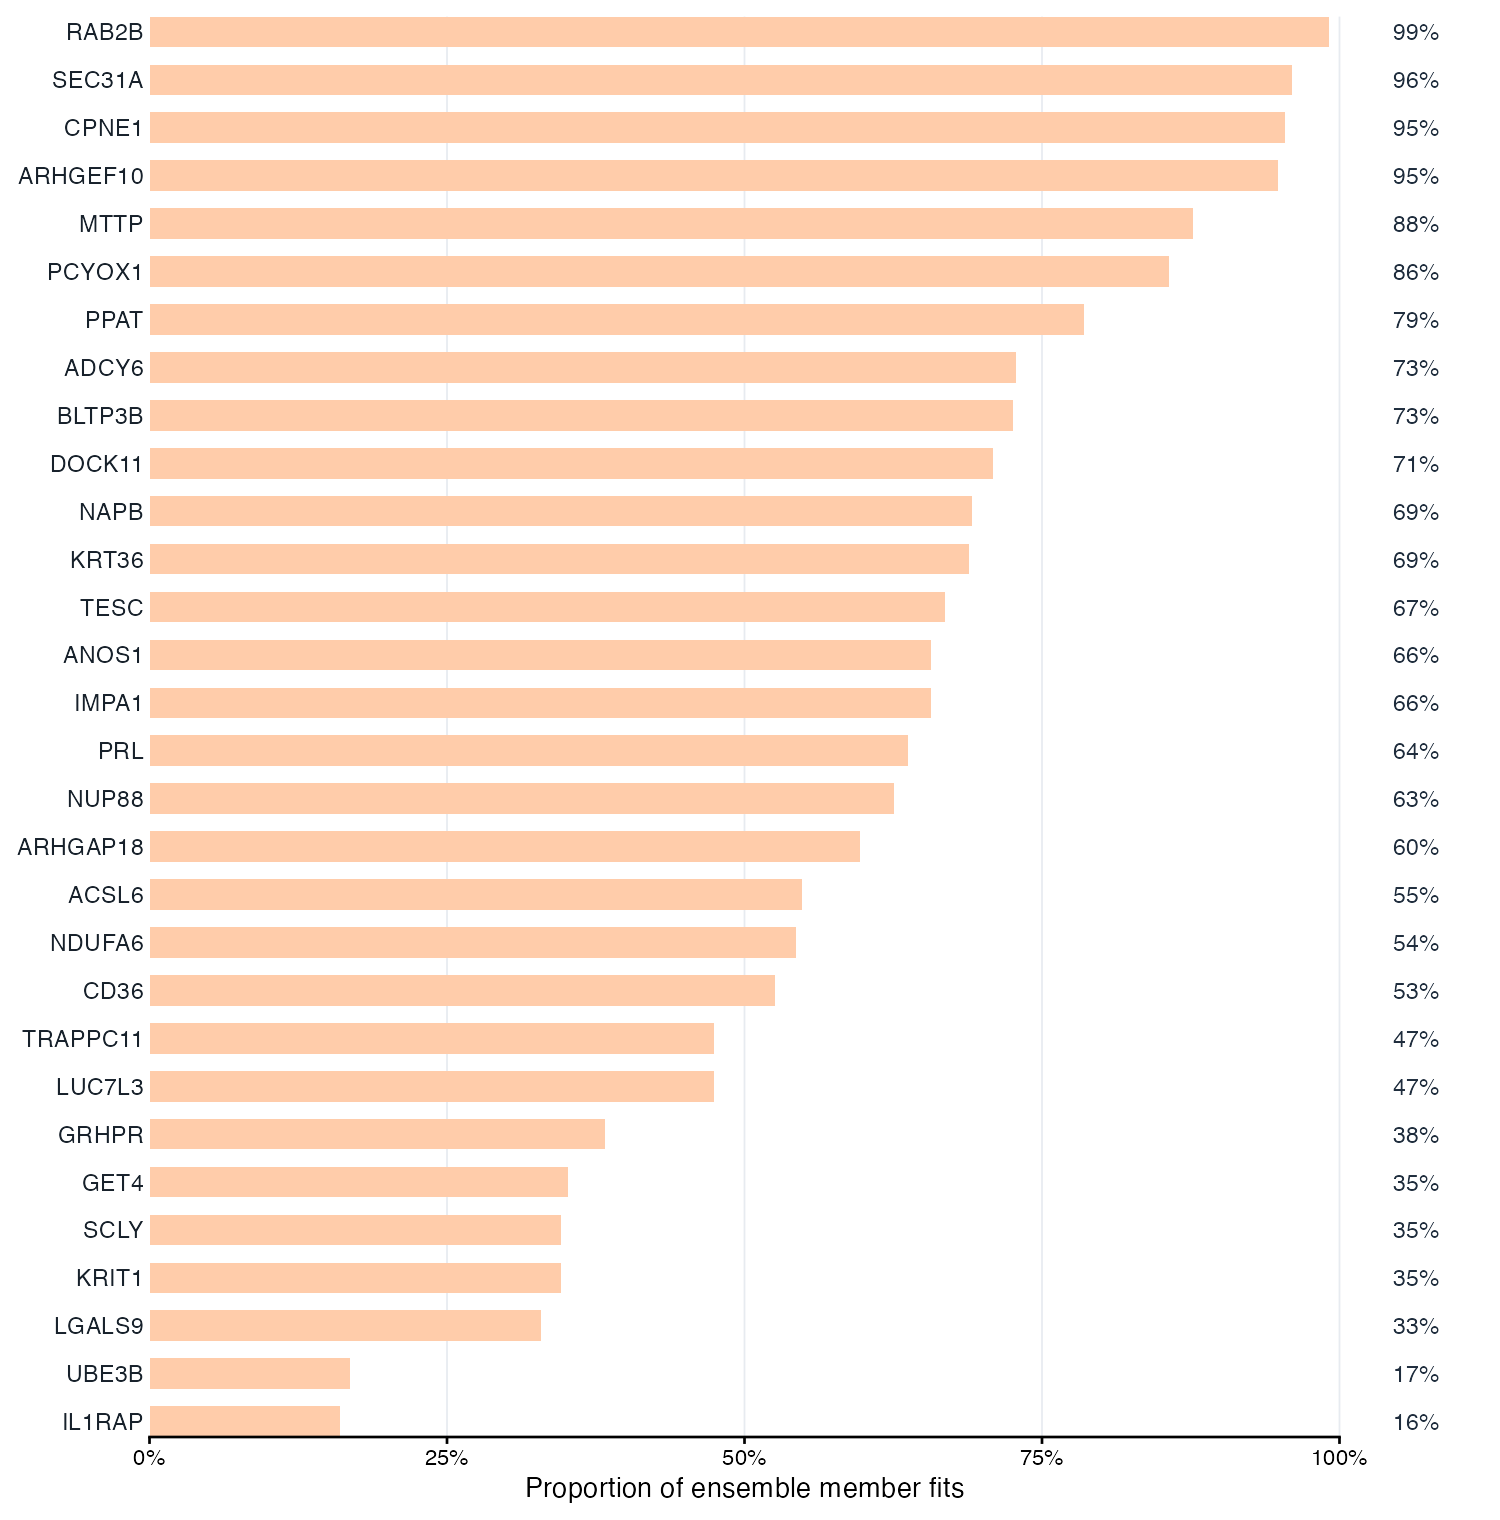 RAB2B 99%
SEC31A 96%
CPNE1 95%
ARHGEF10 95%
MTTP 88%
PCYOX1 86%
PPAT 79%
ADCY6 73%
BLTP3B 73%
DOCK11 71%
NAPB 69%
KRT36 69%
TESC 67%
ANOS1 66%
IMPA1 66%
PRL 64%
NUP88 63%
ARHGAP18 60%
ACSL6 55%
NDUFA6 54%
CD36 53%
TRAPPC11 47%
LUC7L3 47%
GRHPR 38%
GET4 35%
SCLY 35%
KRIT1 35%
LGALS9 33%
UBE3B 17%
IL1RAP 16%
0% 25% 50% 75% 100%
Proportion of ensemble member fits